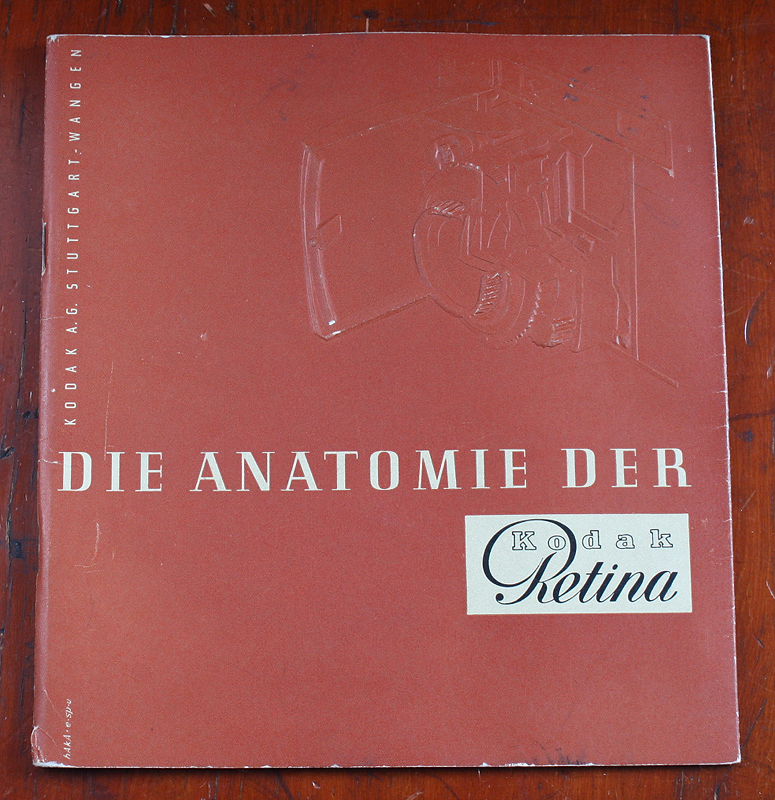 KODAK A.G. STUTTGART-WANGEN
DIE ANATOMIE DER
Kodak
Retina